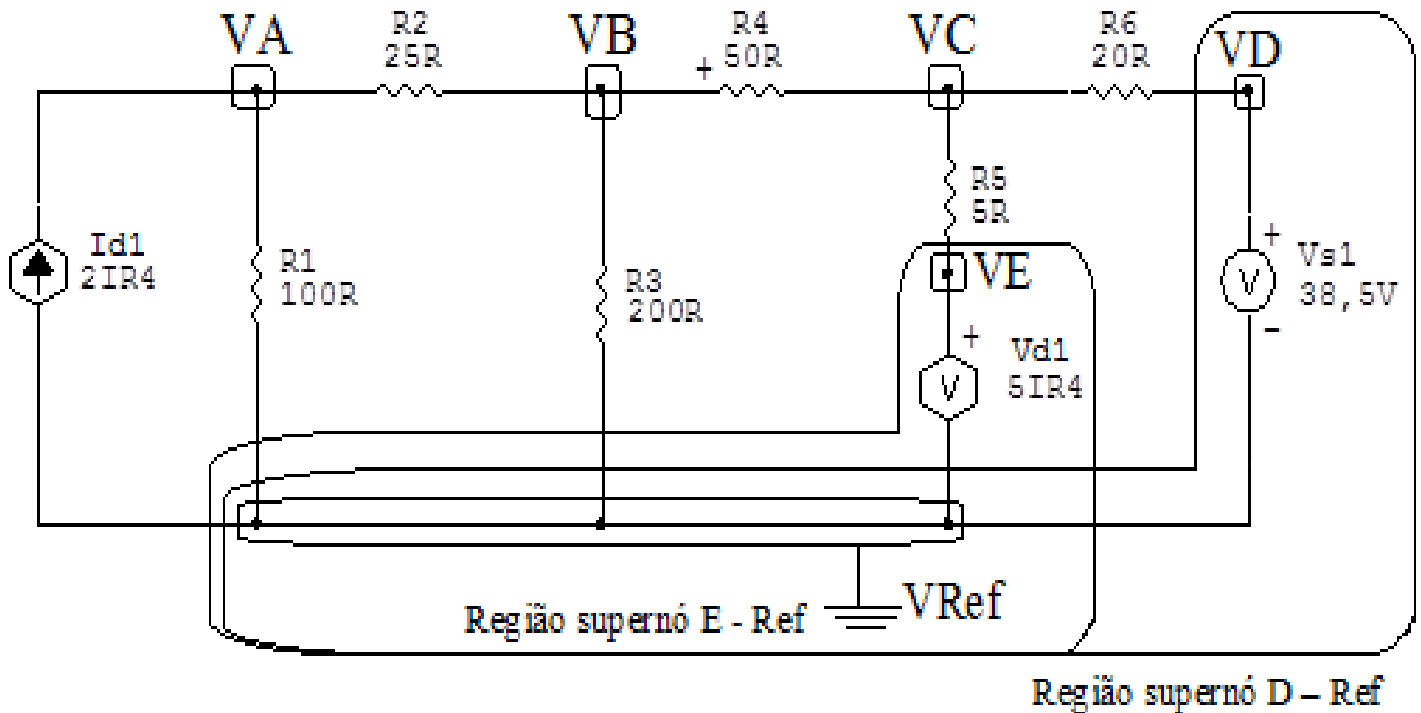 VA
R2
25R
VB
+
R4
50R
VC
R6
20R
VD
Id1
2IR4
R1
100R
R3
200R
R5
5R
VE
+
Vd1
V
5IR4
+
Vs1
V
38,5V
-
VRef
Região supernó E - Ref
Região supernó D – Ref